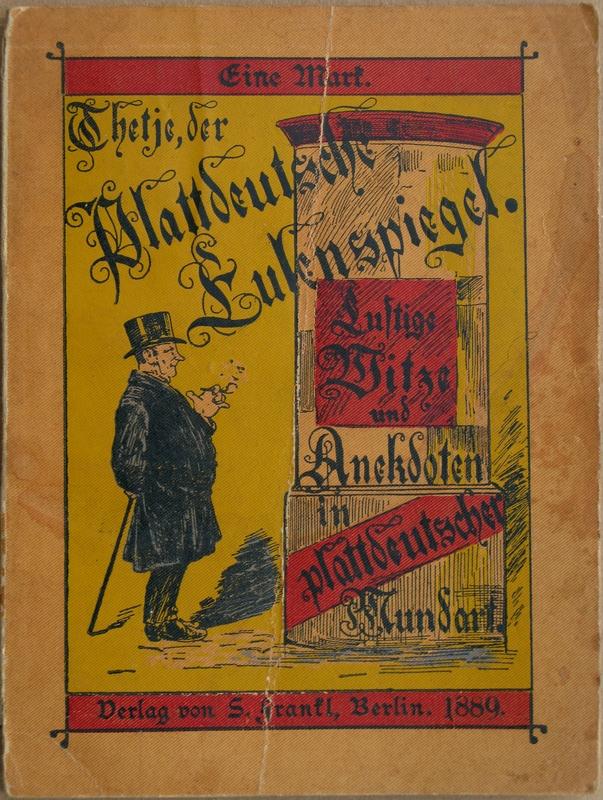 Eine Mark.
Thetje, der
Plattdeutsche
Eulenspiegel.
Lustige
Witze
und
Anekdoten
in
plattdeutscher
Mundart.
Verlag von S. Frankl, Berlin. 1889.